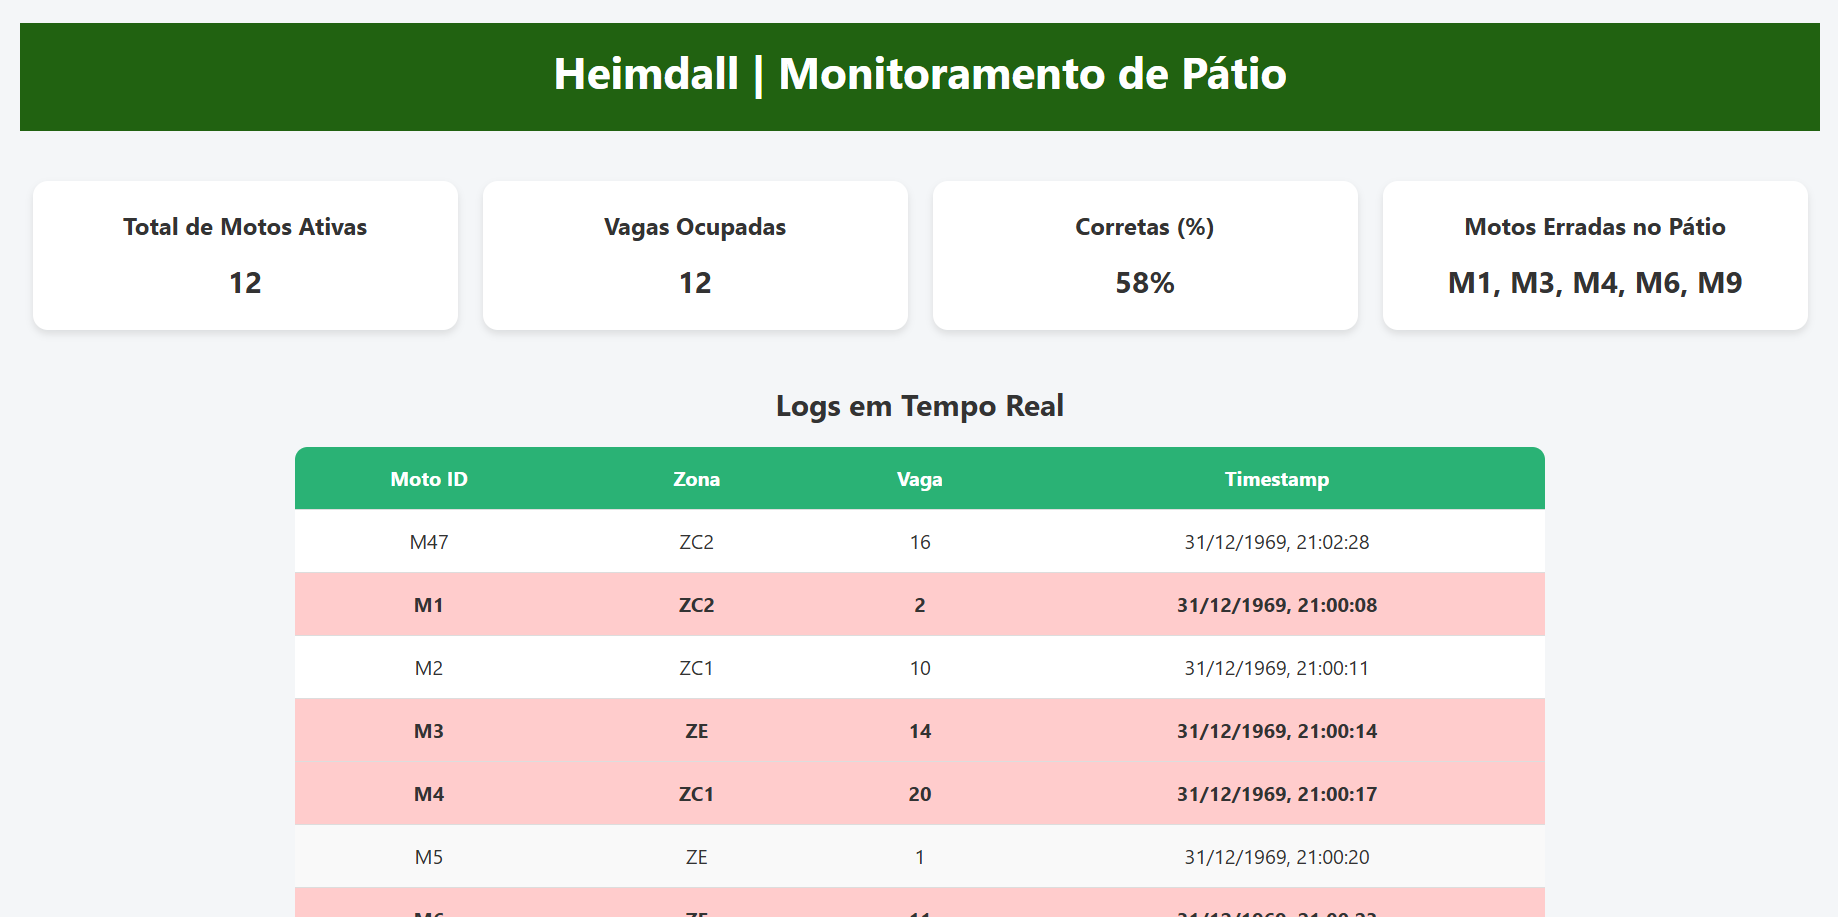 Heimdall | Monitoramento de Pátio
Total de Motos Ativas
12
Vagas Ocupadas
12
Corretas (%)
58%
Motos Erradas no Pátio
M1, M3, M4, M6, M9
Logs em Tempo Real
Moto ID Zona Vaga Timestamp
M47 ZC2 16 31/12/1969, 21:02:28
M1 ZC2 2 31/12/1969, 21:00:08
M2 ZC1 10 31/12/1969, 21:00:11
M3 ZE 14 31/12/1969, 21:00:14
M4 ZC1 20 31/12/1969, 21:00:17
M5 ZE 1 31/12/1969, 21:00:20